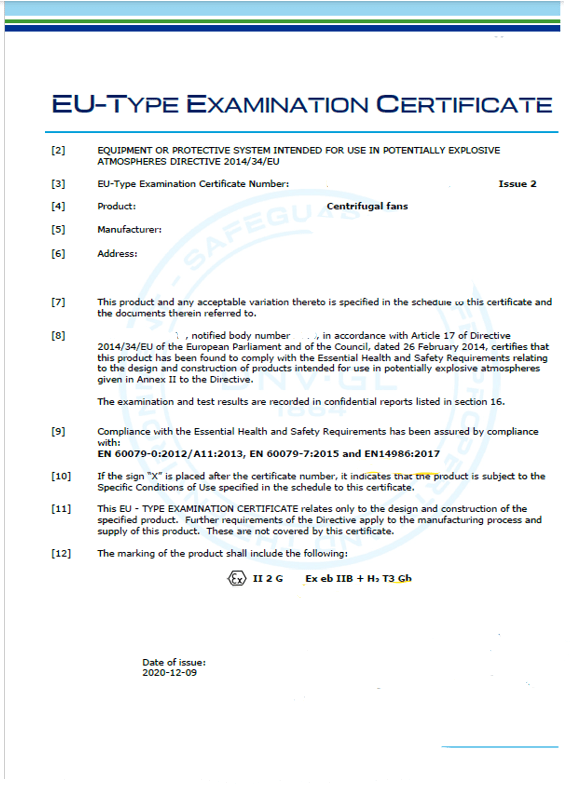 EU-TYPE EXAMINATION CERTIFICATE
[2] EQUIPMENT OR PROTECTIVE SYSTEM INTENDED FOR USE IN POTENTIALLY EXPLOSIVE
ATMOSPHERES DIRECTIVE 2014/34/EU
[3] EU-Type Examination Certificate Number: Issue 2
[4] Product: Centrifugal fans
[5] Manufacturer:
[6] Address:
[7] This product and any acceptable variation thereto is specified in the schedule to this certificate and
the documents therein referred to.
[8] , notified body number , in accordance with Article 17 of Directive
2014/34/EU of the European Parliament and of the Council, dated 26 February 2014, certifies that
this product has been found to comply with the Essential Health and Safety Requirements relating
to the design and construction of products intended for use in potentially explosive atmospheres
given in Annex II to the Directive.
The examination and test results are recorded in confidential reports listed in section 16.
[9] Compliance with the Essential Health and Safety Requirements has been assured by compliance
with:
EN 60079-0:2012/A11:2013, EN 60079-7:2015 and EN14986:2017
[10] If the sign "X" is placed after the certificate number, it indicates that the product is subject to the
Specific Conditions of Use specified in the schedule to this certificate.
[11] This EU - TYPE EXAMINATION CERTIFICATE relates only to the design and construction of the
specified product. Further requirements of the Directive apply to the manufacturing process and
supply of this product. These are not covered by this certificate.
[12] The marking of the product shall include the following:
Ex II 2 G Ex eb IIB + H₂ T3 Gb
Date of issue:
2020-12-09
DNV·GL
1864